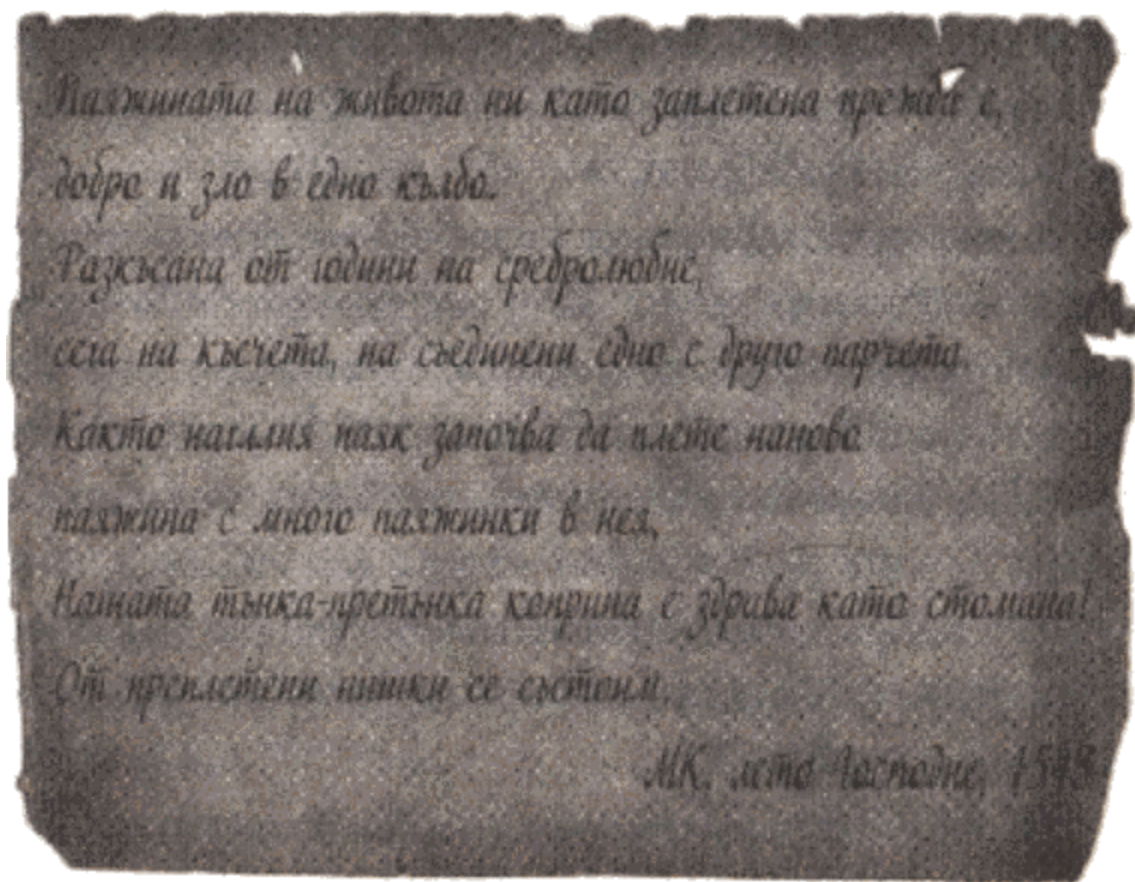 Паяжината на живота ни като заплетена прежда е,
добро и зло в едно кълбо.
Разкъсана от години на сребролюбие,
сега на късчета, на съединени едно с друго парчета.
Както наглия паяк започва да плете наново
паяжина с много паяжинки в нея,
Нашата тънка-претънка коприна е здрава като стомана!
От преплетени нишки се състоим.
МК, лето Господне,